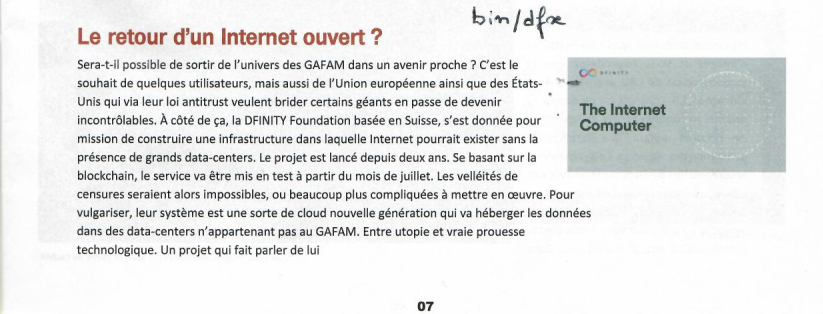 bin/dfx
Le retour d'un Internet ouvert ?
Sera-t-il possible de sortir de l'univers des GAFAM dans un avenir proche ? C'est le
souhait de quelques utilisateurs, mais aussi de l'Union européenne ainsi que des États-
Unis qui via leur loi antitrust veulent brider certains géants en passe de devenir
incontrôlables. À côté de ça, la DFINITY Foundation basée en Suisse, s'est donnée pour
mission de construire une infrastructure dans laquelle Internet pourrait exister sans la
présence de grands data-centers. Le projet est lancé depuis deux ans. Se basant sur la
blockchain, le service va être mis en test à partir du mois de juillet. Les velléités de
censures seraient alors impossibles, ou beaucoup plus compliquées à mettre en œuvre. Pour
vulgariser, leur système est une sorte de cloud nouvelle génération qui va héberger les données
dans des data-centers n'appartenant pas au GAFAM. Entre utopie et vraie prouesse
technologique. Un projet qui fait parler de lui
DFINITY
The Internet
Computer
07